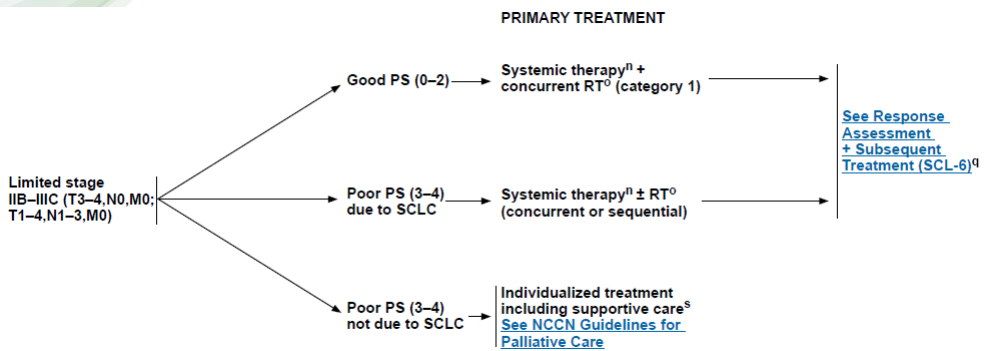 PRIMARY TREATMENT
Good PS (0–2)
Systemic therapyⁿ +
concurrent RTᵒ (category 1)
See Response
Assessment
+ Subsequent
Treatment (SCL-6)q
Limited stage
IIB–IIIC (T3–4,N0,M0;
T1–4,N1–3,M0)
Poor PS (3–4)
due to SCLC
Systemic therapyⁿ ± RTᵒ
(concurrent or sequential)
Poor PS (3–4)
not due to SCLC
Individualized treatment
including supportive careˢ
See NCCN Guidelines for
Palliative Care